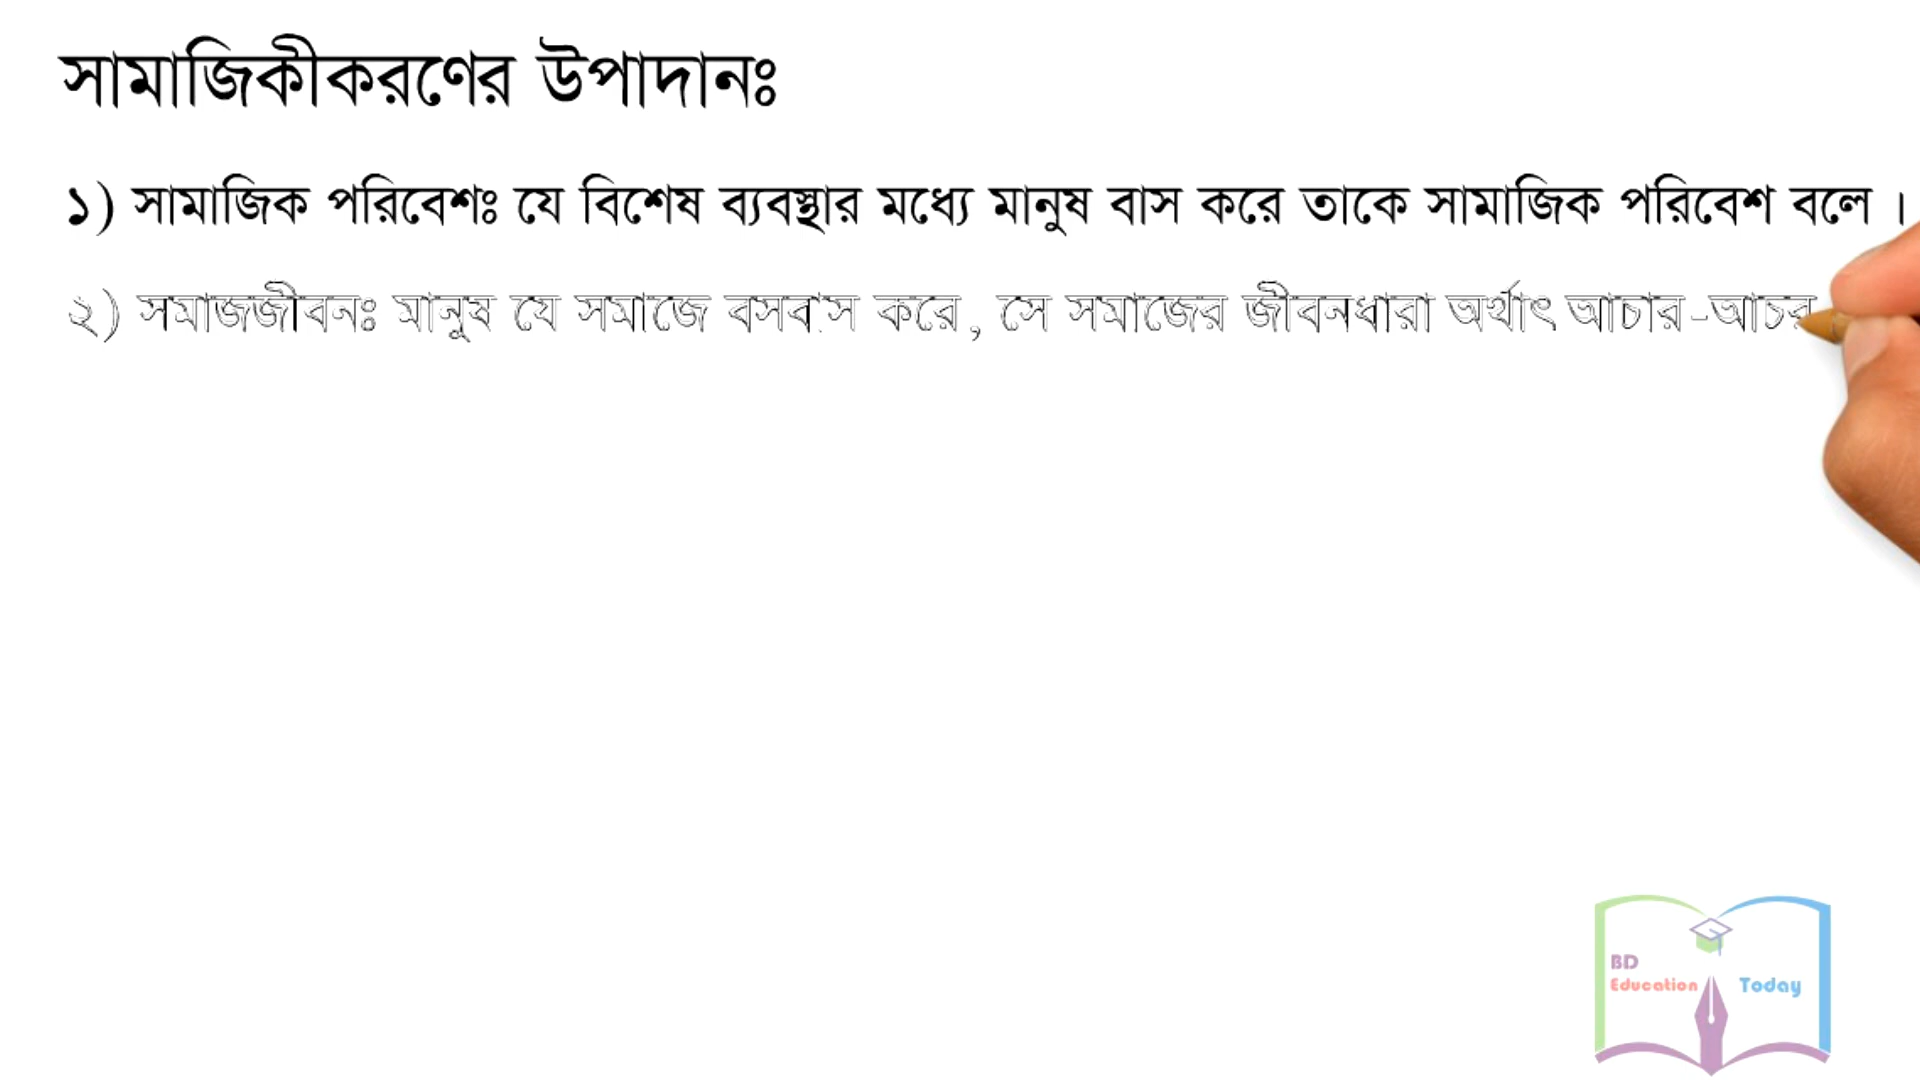 সামাজিকীকরণের উপাদানঃ
১) সামাজিক পরিবেশঃ যে বিশেষ ব্যবস্থার মধ্যে মানুষ বাস করে তাকে সামাজিক পরিবেশ বলে ।
২) সমাজজীবনঃ মানুষ যে সমাজে বসবাস করে, সে সমাজের জীবনধারা অর্থাৎ আচার-আচর
BD
Education Today